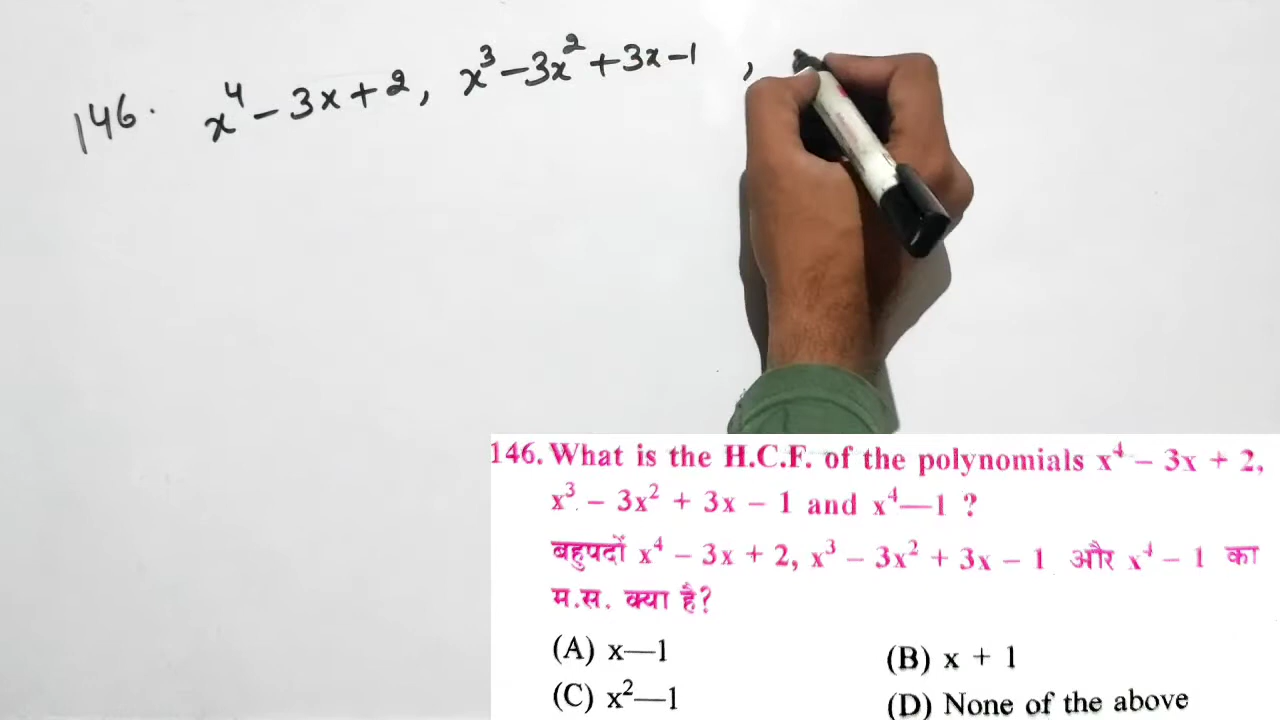 146. x⁴ - 3x + 2, x³ - 3x² + 3x - 1 ,
146. What is the H.C.F. of the polynomials x⁴ – 3x + 2,
x³ – 3x² + 3x – 1 and x⁴—1 ?
बहुपदों x⁴ – 3x + 2, x³ – 3x² + 3x – 1 और x⁴ – 1 का
म.स. क्या है?
(A) x—1 (B) x + 1
(C) x²—1 (D) None of the above